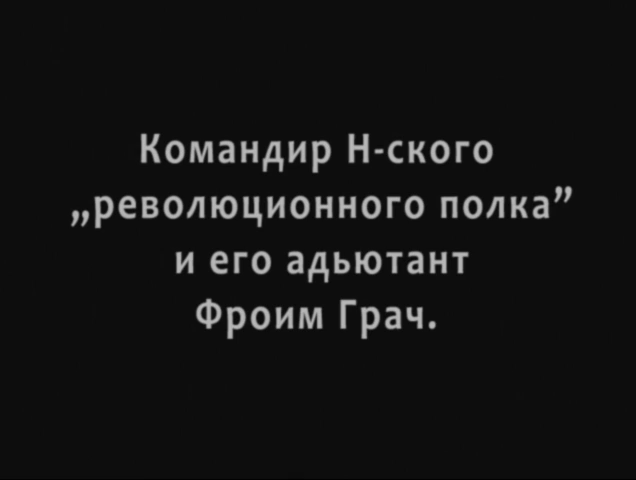 Командир Н-ского
„революционного полка”
и его адьютант
Фроим Грач.